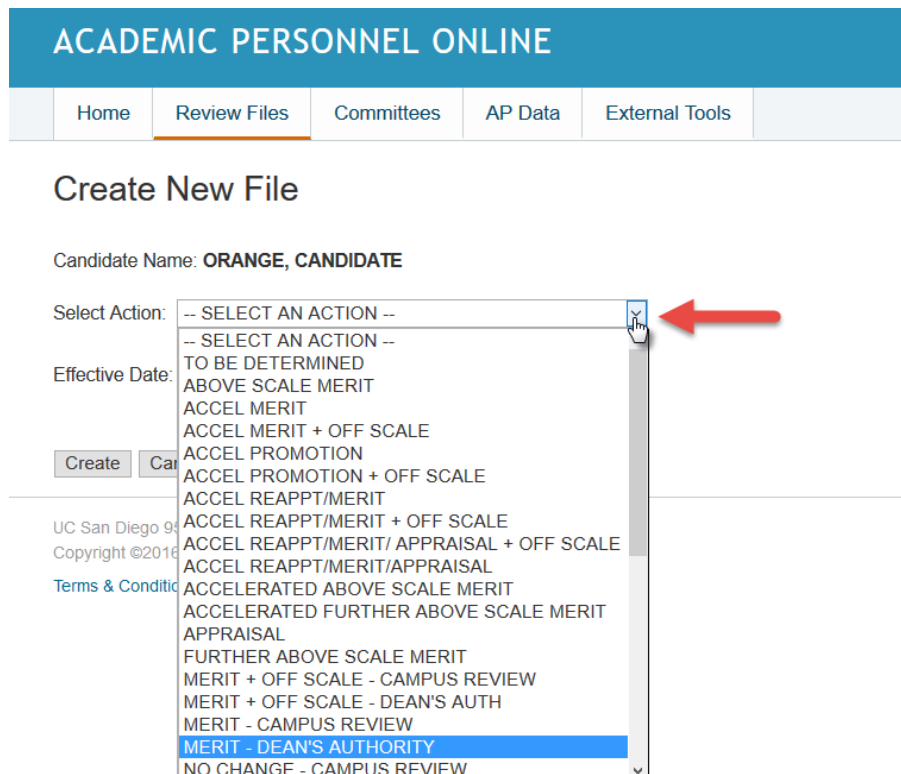 ACADEMIC PERSONNEL ONLINE
Home Review Files Committees AP Data External Tools
Create New File
Candidate Name: ORANGE, CANDIDATE
Select Action: -- SELECT AN ACTION --
-- SELECT AN ACTION --
TO BE DETERMINED
Effective Date:
ABOVE SCALE MERIT
ACCEL MERIT
ACCEL MERIT + OFF SCALE
ACCEL PROMOTION
Create
ACCEL PROMOTION + OFF SCALE
ACCEL REAPPT/MERIT
UC San Diego
ACCEL REAPPT/MERIT + OFF SCALE
ACCEL REAPPT/MERIT/ APPRAISAL + OFF SCALE
Copyright ©2016
ACCEL REAPPT/MERIT/APPRAISAL
Terms &
ACCELERATED ABOVE SCALE MERIT
ACCELERATED FURTHER ABOVE SCALE MERIT
APPRAISAL
FURTHER ABOVE SCALE MERIT
MERIT + OFF SCALE - CAMPUS REVIEW
MERIT + OFF SCALE - DEAN'S AUTH
MERIT - CAMPUS REVIEW
MERIT - DEAN'S AUTHORITY
NO CHANGE - CAMPUS REVIEW